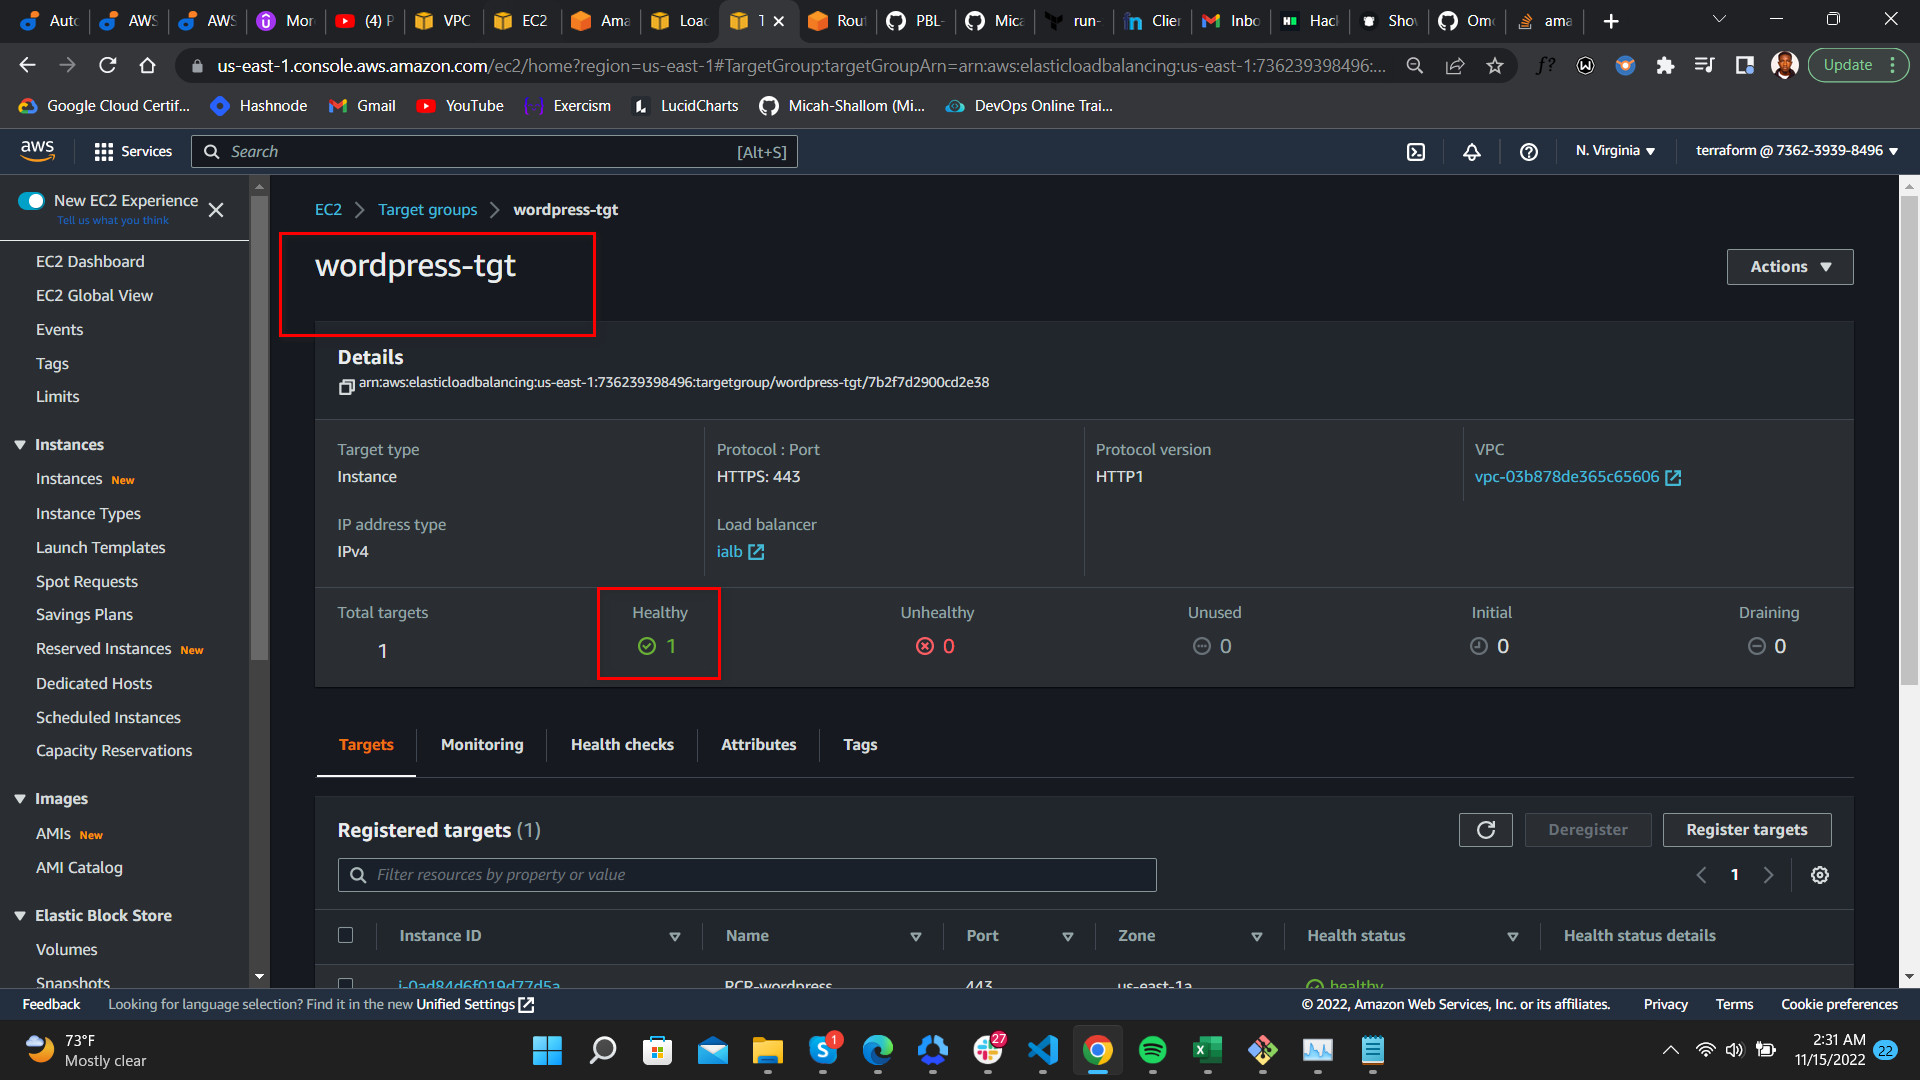 Auto
AWS
AWS
Mor
(4) P
VPC
EC2
Ama
Loac
T
Rout
PBL-
Mica
run-
Clier
Inbo
Hack
Show
Omo
ama
us-east-1.console.aws.amazon.com/ec2/home?region=us-east-1#TargetGroup:targetGroupArn=arn:aws:elasticloadbalancing:us-east-1:736239398496:...
f?
Update
Google Cloud Certif...
Hashnode
Gmail
YouTube
Exercism
LucidCharts
Micah-Shallom (Mi...
DevOps Online Trai...
aws
Services
Search
[Alt+S]
N. Virginia
terraform @ 7362-3939-8496
New EC2 Experience
Tell us what you think
EC2 Dashboard
EC2 Global View
Events
Tags
Limits
Instances
Instances New
Instance Types
Launch Templates
Spot Requests
Savings Plans
Reserved Instances New
Dedicated Hosts
Scheduled Instances
Capacity Reservations
Images
AMIs New
AMI Catalog
Elastic Block Store
Volumes
Snapshots
EC2
Target groups
wordpress-tgt
wordpress-tgt
Actions
Details
arn:aws:elasticloadbalancing:us-east-1:736239398496:targetgroup/wordpress-tgt/7b2f7d2900cd2e38
Target type
Instance
Protocol : Port
HTTPS: 443
Protocol version
HTTP1
VPC
vpc-03b878de365c65606
IP address type
IPv4
Load balancer
ialb
Total targets
1
Healthy
1
Unhealthy
0
Unused
0
Initial
0
Draining
0
Targets
Monitoring
Health checks
Attributes
Tags
Registered targets (1)
Deregister
Register targets
Filter resources by property or value
1
Instance ID
Name
Port
Zone
Health status
Health status details
i-0ad84d6f019d77d5a
PCR-wordpress
443
us-east-1a
healthy
Feedback
Looking for language selection? Find it in the new Unified Settings
© 2022, Amazon Web Services, Inc. or its affiliates.
Privacy
Terms
Cookie preferences
73°F
Mostly clear
1
27
2:31 AM
11/15/2022
22